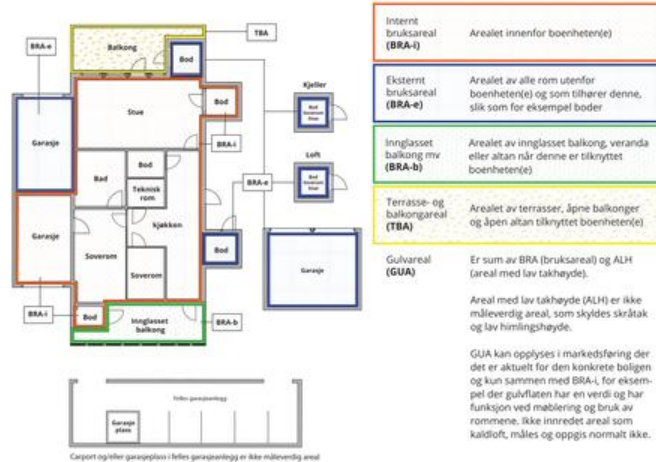 TBA
BRA-e
Balkong
Bod
Kjeller
Stue
Bod
Bod
Garasje
BRA-i
Loft
Bod
Bad
Teknisk
rom
BRA-e
kjøkken
Garasje
Bod
Garasje
Soverom
Soverom
BRA-i
Bod
Innglasset
balkong
BRA-b
Felles garasjeanlegg
Garasje
plass
Carport og/eller garasjeplass i felles garasjeanlegg er ikke måleverdig areal
Internt
bruksareal
(BRA-i)
Arealet innenfor boenheten(e)
Eksternt
bruksareal
(BRA-e)
Arealet av alle rom utenfor
boenheten(e) og som tilhører denne,
slik som for eksempel boder
Innglasset
balkong mv
(BRA-b)
Arealet av innglasset balkong, veranda
eller altan når denne er tilknyttet
boenheten(e)
Terrasse- og
balkongareal
(TBA)
Arealet av terrasser, åpne balkonger
og åpen altan tilknyttet boenheten(e)
Gulvareal
(GUA)
Er sum av BRA (bruksareal) og ALH
(areal med lav takhøyde).
Areal med lav takhøyde (ALH) er ikke
måleverdig areal, som skyldes skråtak
og lav himlingshøyde.
GUA kan opplyses i markedsføring der
det er aktuelt for den konkrete boligen
og kun sammen med BRA-i, for eksem-
pel der gulvflaten har en verdi og har
funksjon ved møblering og bruk av
rommene. Ikke innredet areal som
kaldloft, måles og oppgis normalt ikke.